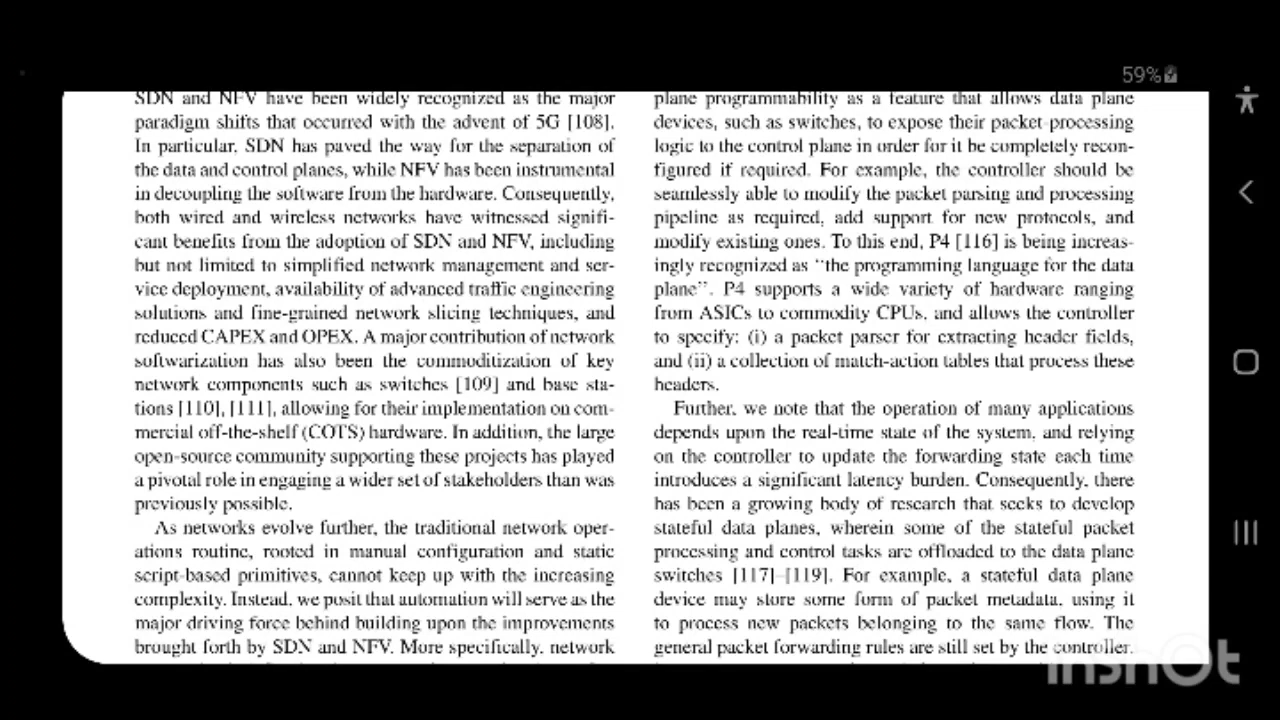 59%
SDN and NFV have been widely recognized as the major
paradigm shifts that occurred with the advent of 5G [108].
In particular, SDN has paved the way for the separation of
the data and control planes, while NFV has been instrumental
in decoupling the software from the hardware. Consequently,
both wired and wireless networks have witnessed signifi-
cant benefits from the adoption of SDN and NFV, including
but not limited to simplified network management and ser-
vice deployment, availability of advanced traffic engineering
solutions and fine-grained network slicing techniques, and
reduced CAPEX and OPEX. A major contribution of network
softwarization has also been the commoditization of key
network components such as switches [109] and base sta-
tions [110], [111], allowing for their implementation on com-
mercial off-the-shelf (COTS) hardware. In addition, the large
open-source community supporting these projects has played
a pivotal role in engaging a wider set of stakeholders than was
previously possible.
As networks evolve further, the traditional network oper-
ations routine, rooted in manual configuration and static
script-based primitives, cannot keep up with the increasing
complexity. Instead, we posit that automation will serve as the
major driving force behind building upon the improvements
brought forth by SDN and NFV. More specifically, network
plane programmability as a feature that allows data plane
devices, such as switches, to expose their packet-processing
logic to the control plane in order for it be completely recon-
figured if required. For example, the controller should be
seamlessly able to modify the packet parsing and processing
pipeline as required, add support for new protocols, and
modify existing ones. To this end, P4 [116] is being increas-
ingly recognized as “the programming language for the data
plane”. P4 supports a wide variety of hardware ranging
from ASICs to commodity CPUs, and allows the controller
to specify: (i) a packet parser for extracting header fields,
and (ii) a collection of match-action tables that process these
headers.
Further, we note that the operation of many applications
depends upon the real-time state of the system, and relying
on the controller to update the forwarding state each time
introduces a significant latency burden. Consequently, there
has been a growing body of research that seeks to develop
stateful data planes, wherein some of the stateful packet
processing and control tasks are offloaded to the data plane
switches [117]–[119]. For example, a stateful data plane
device may store some form of packet metadata, using it
to process new packets belonging to the same flow. The
general packet forwarding rules are still set by the controller.
InShOt